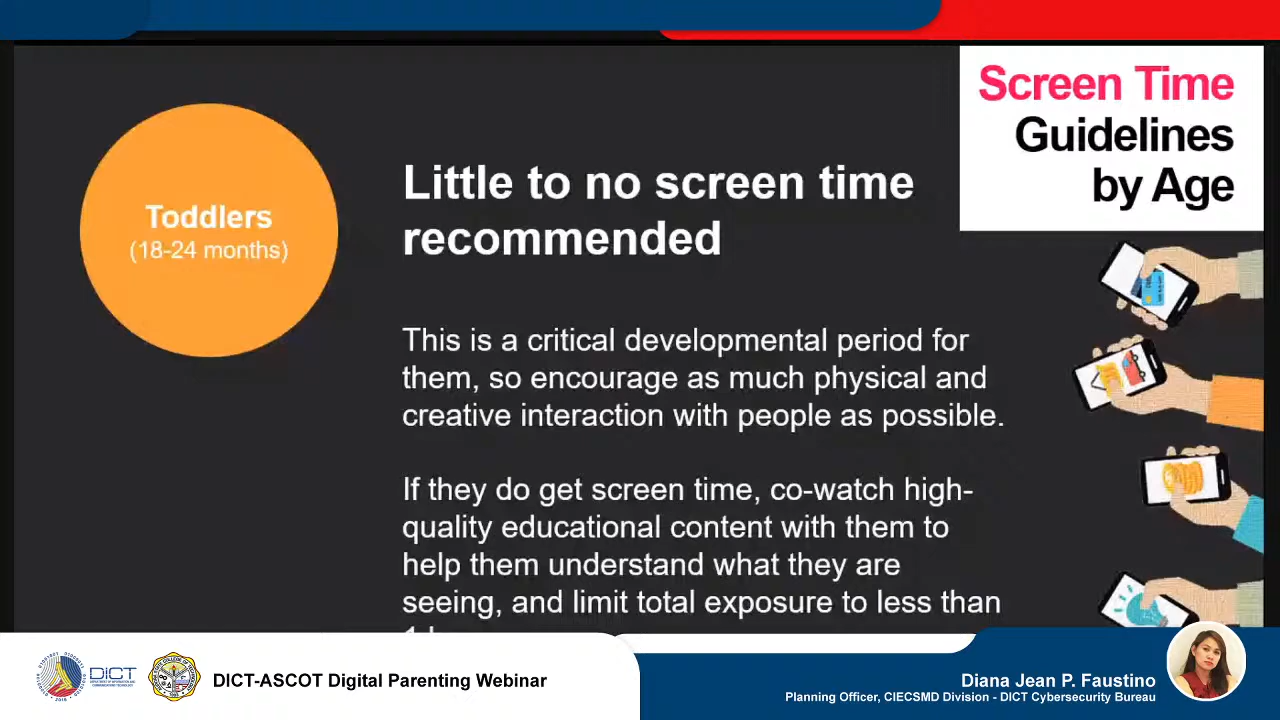 Screen Time
Guidelines
by Age
Toddlers
(18-24 months)
Little to no screen time
recommended
This is a critical developmental period for
them, so encourage as much physical and
creative interaction with people as possible.
If they do get screen time, co-watch high-
quality educational content with them to
help them understand what they are
seeing, and limit total exposure to less than
DICT
DICT-ASCOT Digital Parenting Webinar
Diana Jean P. Faustino
Planning Officer, CIECSMD Division - DICT Cybersecurity Bureau